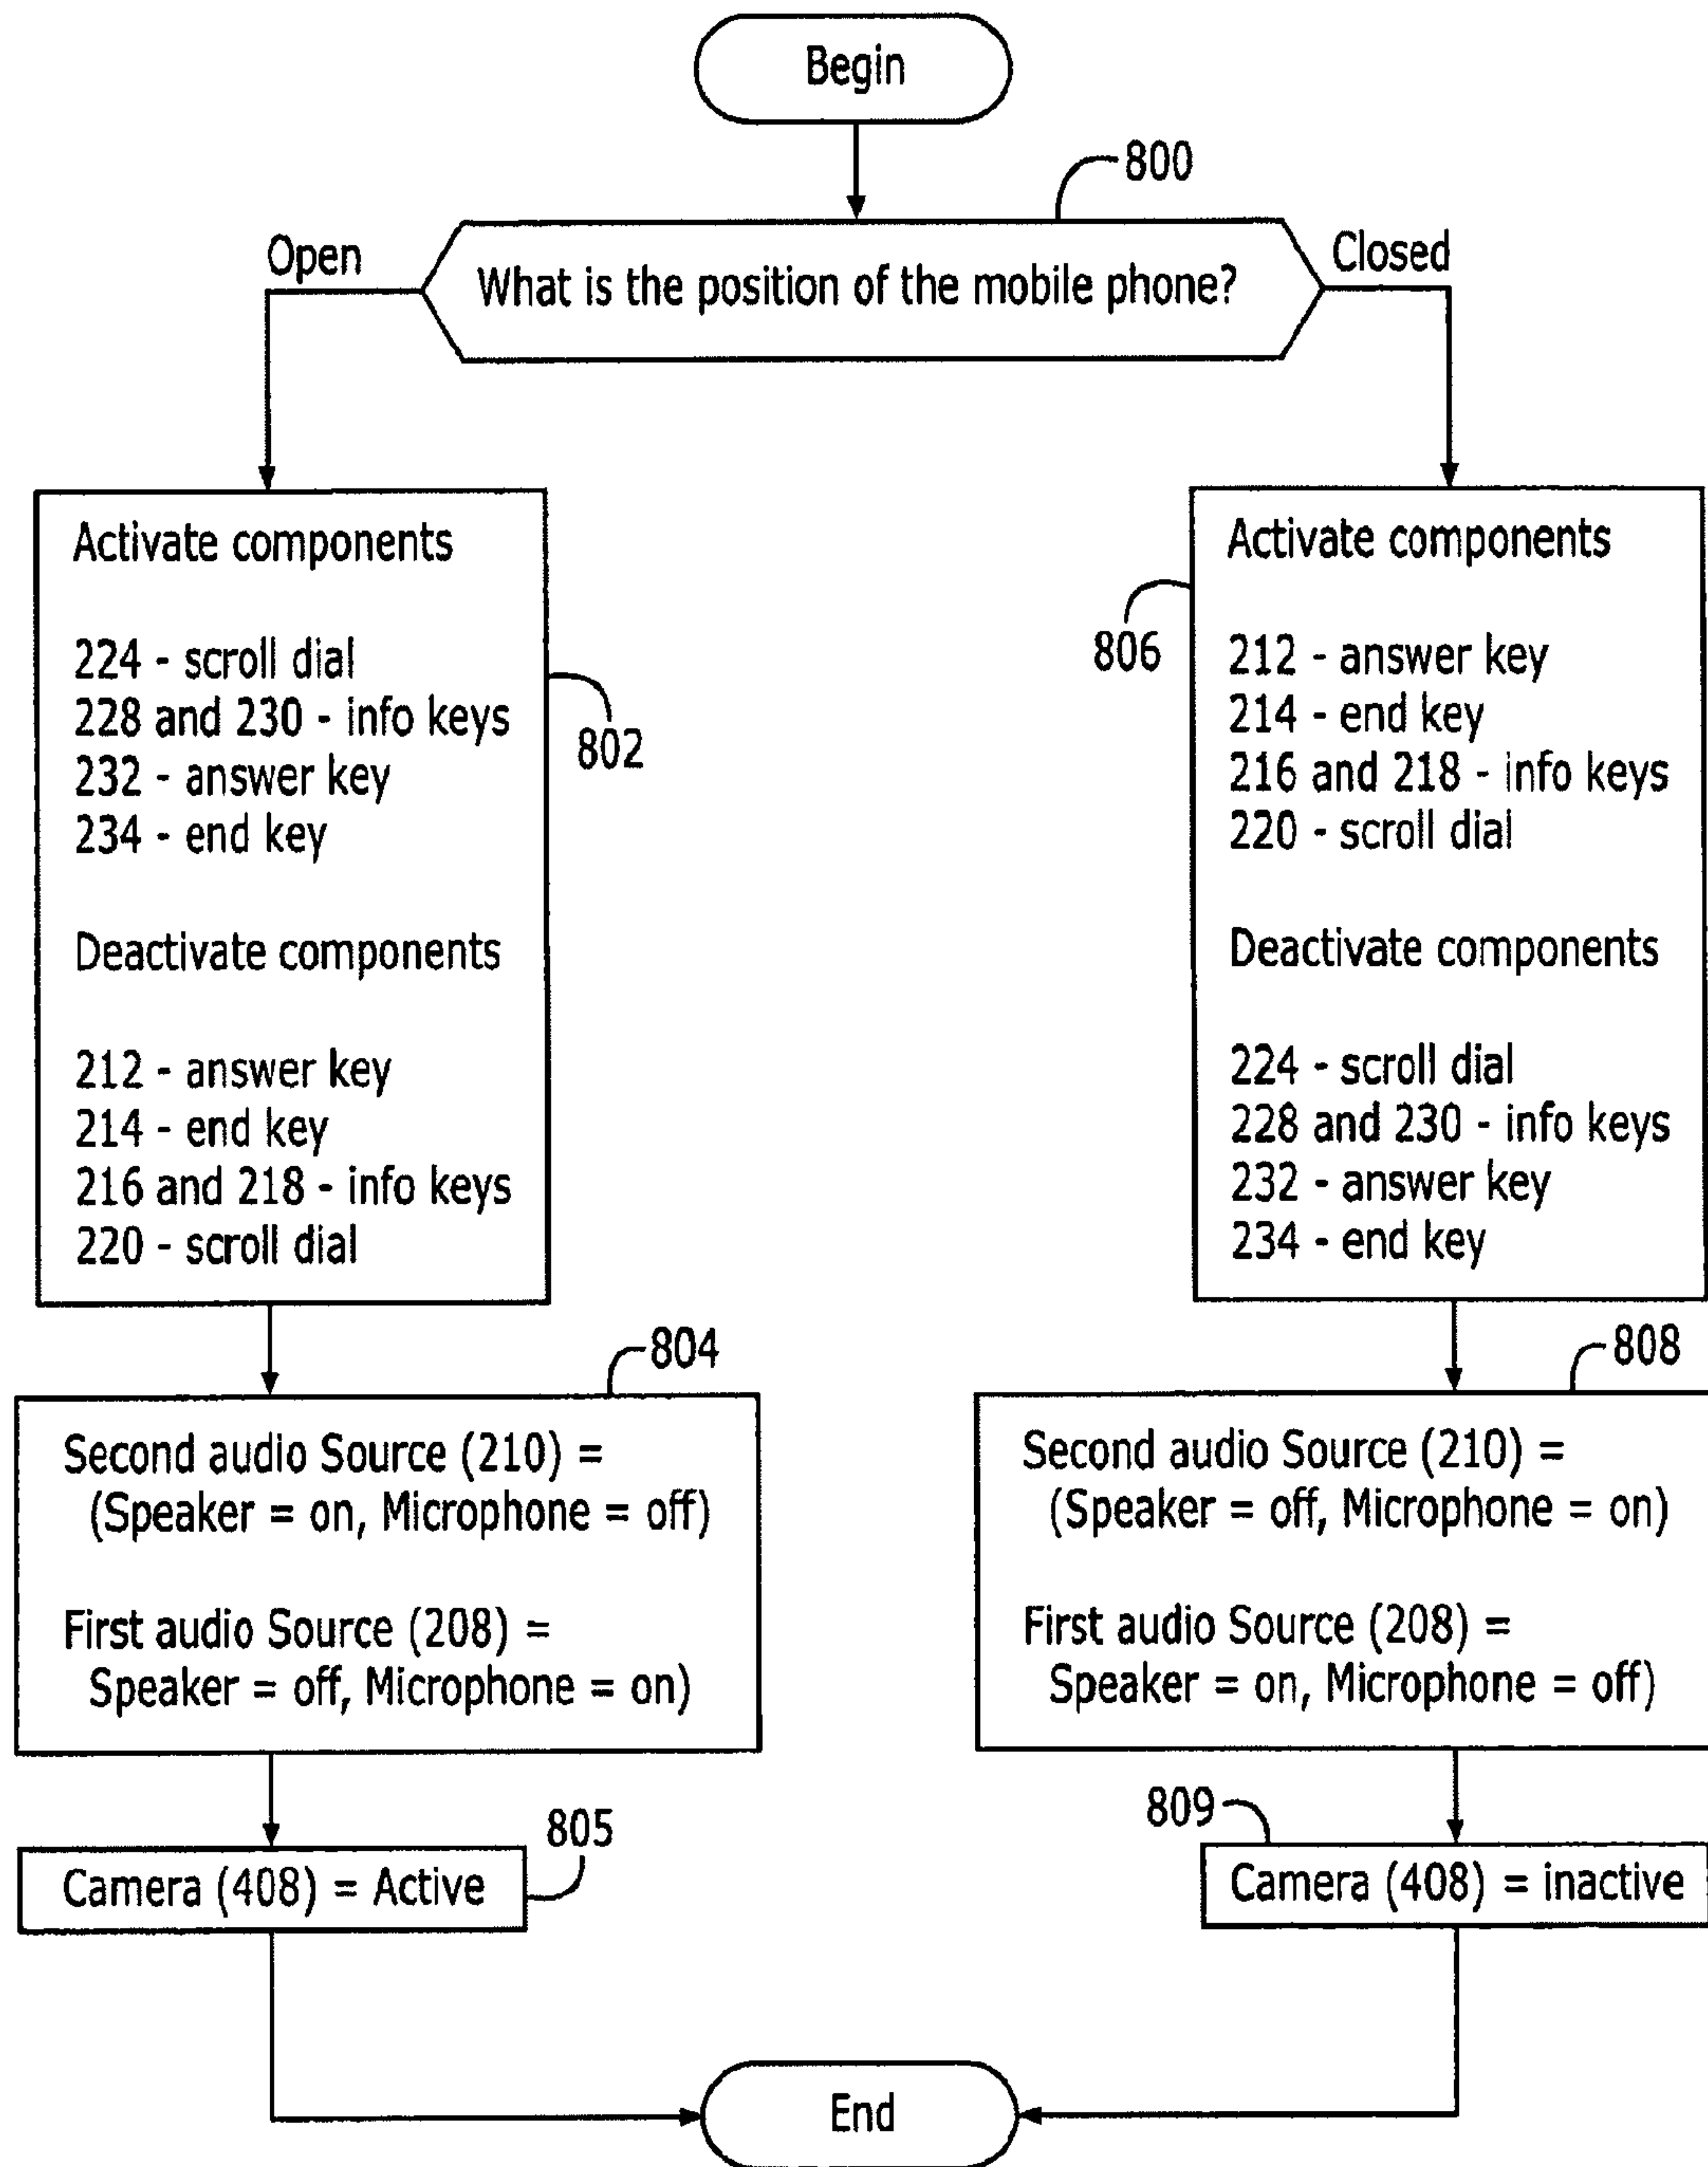 Begin
800
What is the position of the mobile phone?
Open
Closed
Activate components
224 - scroll dial
228 and 230 - info keys
232 - answer key
234 - end key
Deactivate components
212 - answer key
214 - end key
216 and 218 - info keys
220 - scroll dial
802
804
Second audio Source (210) =
(Speaker = on, Microphone = off)
First audio Source (208) =
Speaker = off, Microphone = on)
805
Camera (408) = Active
806
Activate components
212 - answer key
214 - end key
216 and 218 - info keys
220 - scroll dial
Deactivate components
224 - scroll dial
228 and 230 - info keys
232 - answer key
234 - end key
808
Second audio Source (210) =
(Speaker = off, Microphone = on)
First audio Source (208) =
Speaker = on, Microphone = off)
809
Camera (408) = inactive
End